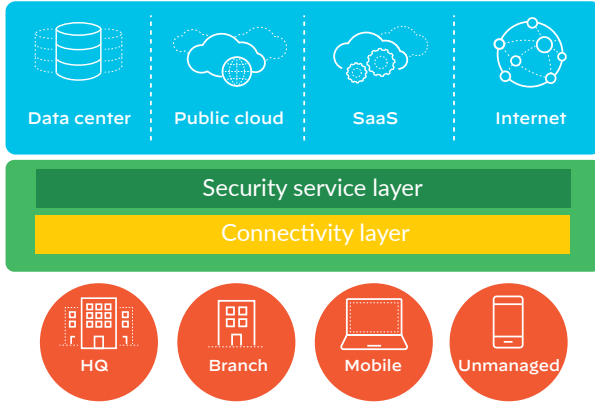 Data center
Public cloud
SaaS
Internet
Security service layer
Connectivity layer
HQ
Branch
Mobile
Unmanaged